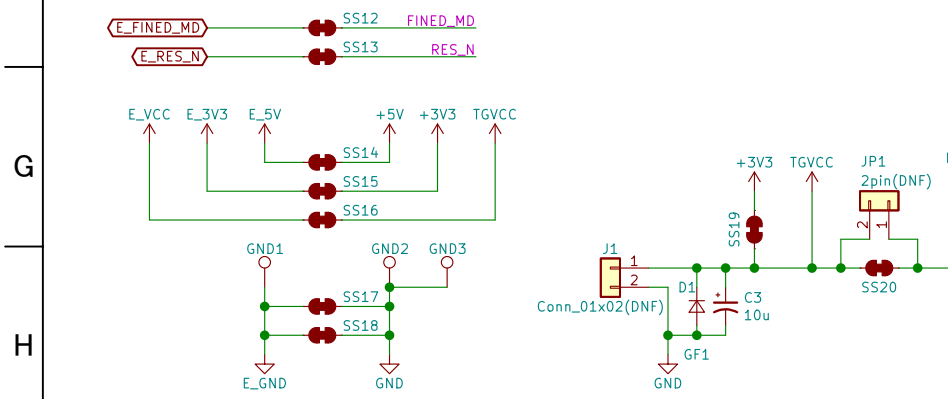 E_FINED_MD
SS12
FINED_MD
E_RES_N
SS13
RES_N
G
E_VCC
E_3V3
E_5V
+5V
+3V3
TGVCC
SS14
SS15
SS16
+3V3
TGVCC
JP1
2pin(DNF)
2
1
SS19
SS20
H
GND1
GND2
GND3
SS17
SS18
E_GND
GND
J1
1
2
Conn_01x02(DNF)
D1
GF1
+
C3
10u
GND